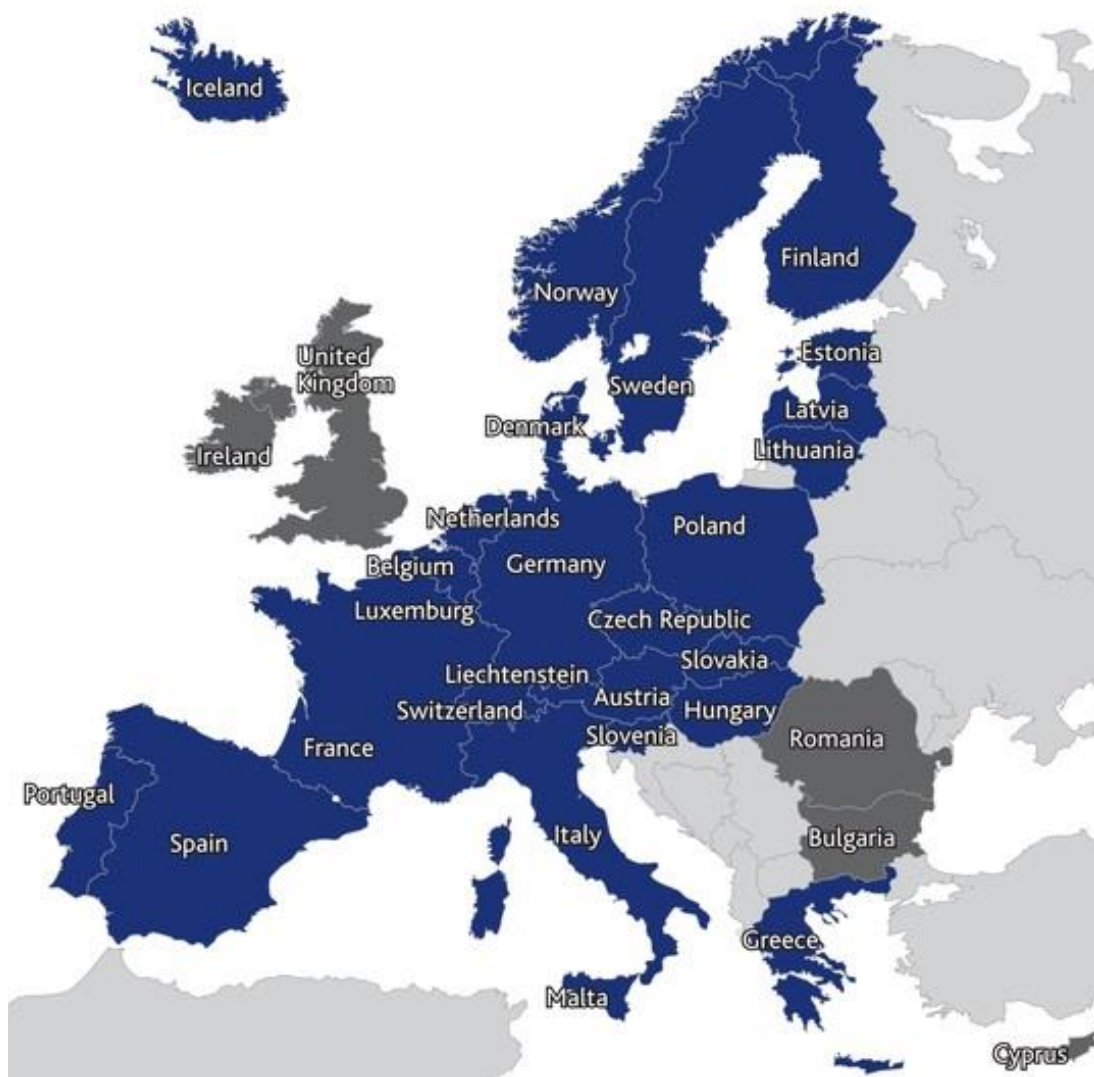 Iceland
Finland
Norway
United
Kingdom
Estonia
Sweden
Latvia
Denmark
Lithuania
Ireland
Netherlands
Poland
Belgium
Germany
Luxemburg
Czech Republic
Slovakia
Liechtenstein
Austria
Switzerland
Hungary
Slovenia
Romania
France
Portugal
Italy
Bulgaria
Spain
Greece
Malta
Cyprus